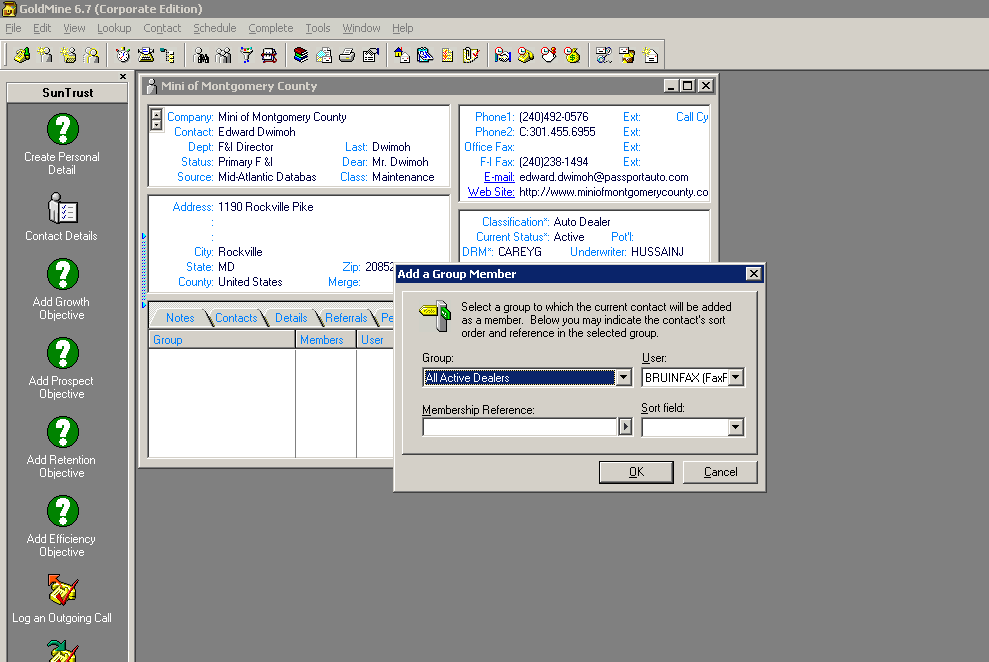 GoldMine 6.7 (Corporate Edition)
File Edit View Lookup Contact Schedule Complete Tools Window Help
SunTrust
Create Personal
Detail
Contact Details
Add Growth
Objective
Add Prospect
Objective
Add Retention
Objective
Add Efficiency
Objective
Log an Outgoing Call
Mini of Montgomery County
Company: Mini of Montgomery County
Contact: Edward Dwimoh
Dept: F&I Director Last: Dwimoh
Status: Primary F &I Dear: Mr. Dwimoh
Source: Mid-Atlantic Databas Class: Maintenance
Phone1: (240)492-0576 Ext: Call Cy
Phone2: C:301.455.6955 Ext:
Office Fax: Ext:
F-I Fax: (240)238-1494 Ext:
E-mail: edward.dwimoh@passportauto.com
Web Site: http://www.miniofmontgomerycounty.co
Address: 1190 Rockville Pike
:
:
City: Rockville
State: MD Zip: 20852
County: United States Merge:
Classification*: Auto Dealer
Current Status*: Active Pot'l:
DRM*: CAREYG Underwriter: HUSSAINJ
Notes Contacts Details Referrals Pe
Group Members User
Add a Group Member
Select a group to which the current contact will be added
as a member. Below you may indicate the contact's sort
order and reference in the selected group.
Group: User:
All Active Dealers BRUINFAX (FaxF
Membership Reference: Sort field:
OK Cancel